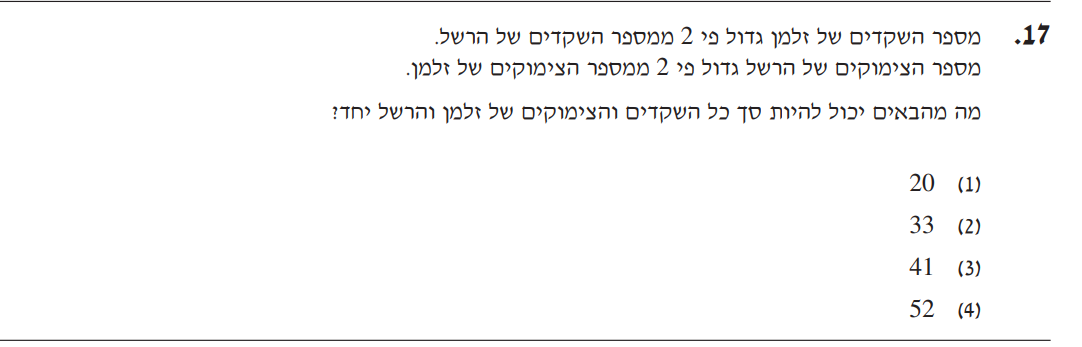 17. מספר השקדים של זלמן גדול פי 2 ממספר השקדים של הרשל.
מספר הצימוקים של הרשל גדול פי 2 ממספר הצימוקים של זלמן.
מה מהבאים יכול להיות סך כל השקדים והצימוקים של זלמן והרשל יחד?
(1) 20
(2) 33
(3) 41
(4) 52